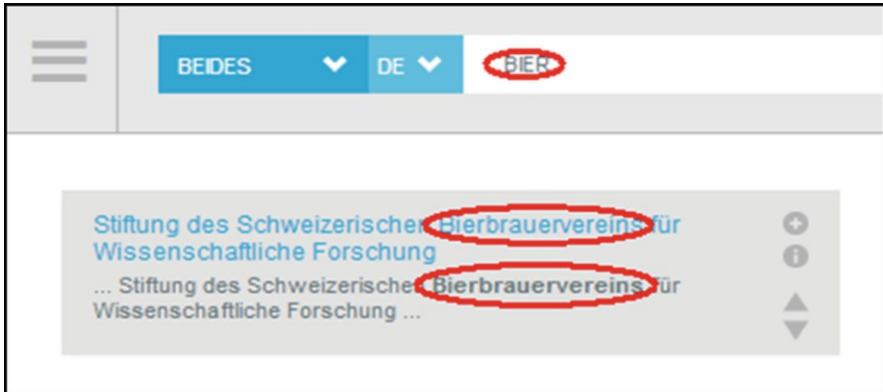 BEIDES DE BIER
Stiftung des Schweizerischen Bierbrauervereins für
Wissenschaftliche Forschung
... Stiftung des Schweizerischen Bierbrauervereins für
Wissenschaftliche Forschung ...